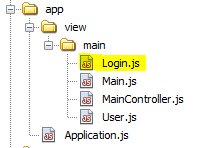 app
view
main
Login.js
Main.js
MainController.js
User.js
Application.js